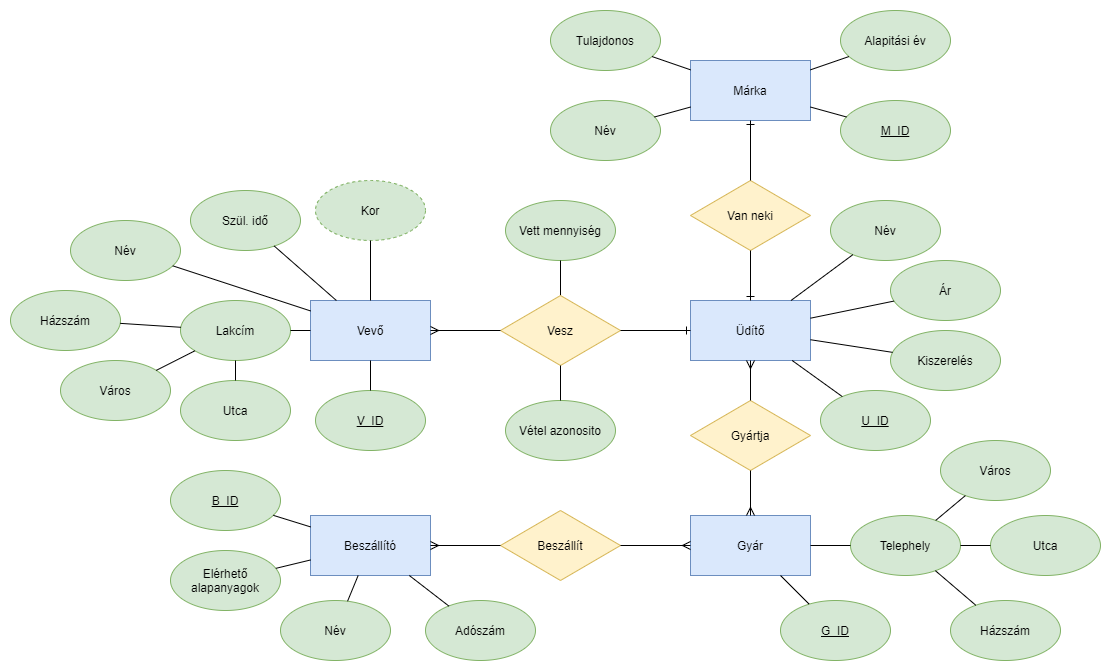 Tulajdonos
Alapitási év
Márka
Név
M_ID
Van neki
Kor
Szül. idő
Név
Vett mennyiség
Név
Ár
Házszám
Lakcím
Vevő
Vesz
Üdítő
Kiszerelés
Város
Utca
V_ID
Vétel azonosito
U_ID
Gyártja
Város
B_ID
Beszállító
Beszállít
Gyár
Telephely
Utca
Elérhető
alapanyagok
Név
Adószám
G_ID
Házszám